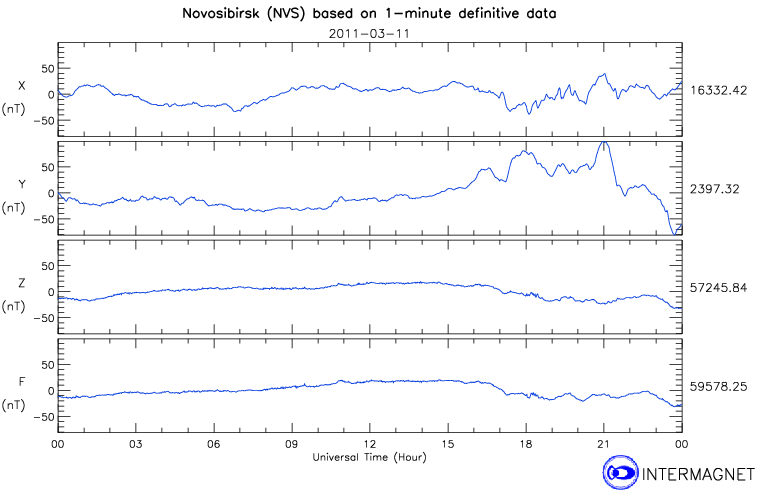 Novosibirsk (NVS) based on 1-minute definitive data
2011-03-11
50
X
0
16332.42
(nT)
-50
50
Y
0
2397.32
(nT)
-50
50
Z
0
57245.84
(nT)
-50
50
F
0
59578.25
(nT)
-50
00 03 06 09 12 15 18 21 00
Universal Time (Hour)
INTERMAGNET